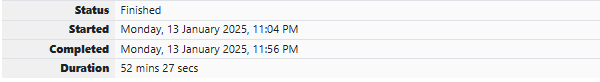 Status Finished
Started Monday, 13 January 2025, 11:04 PM
Completed Monday, 13 January 2025, 11:56 PM
Duration 52 mins 27 secs